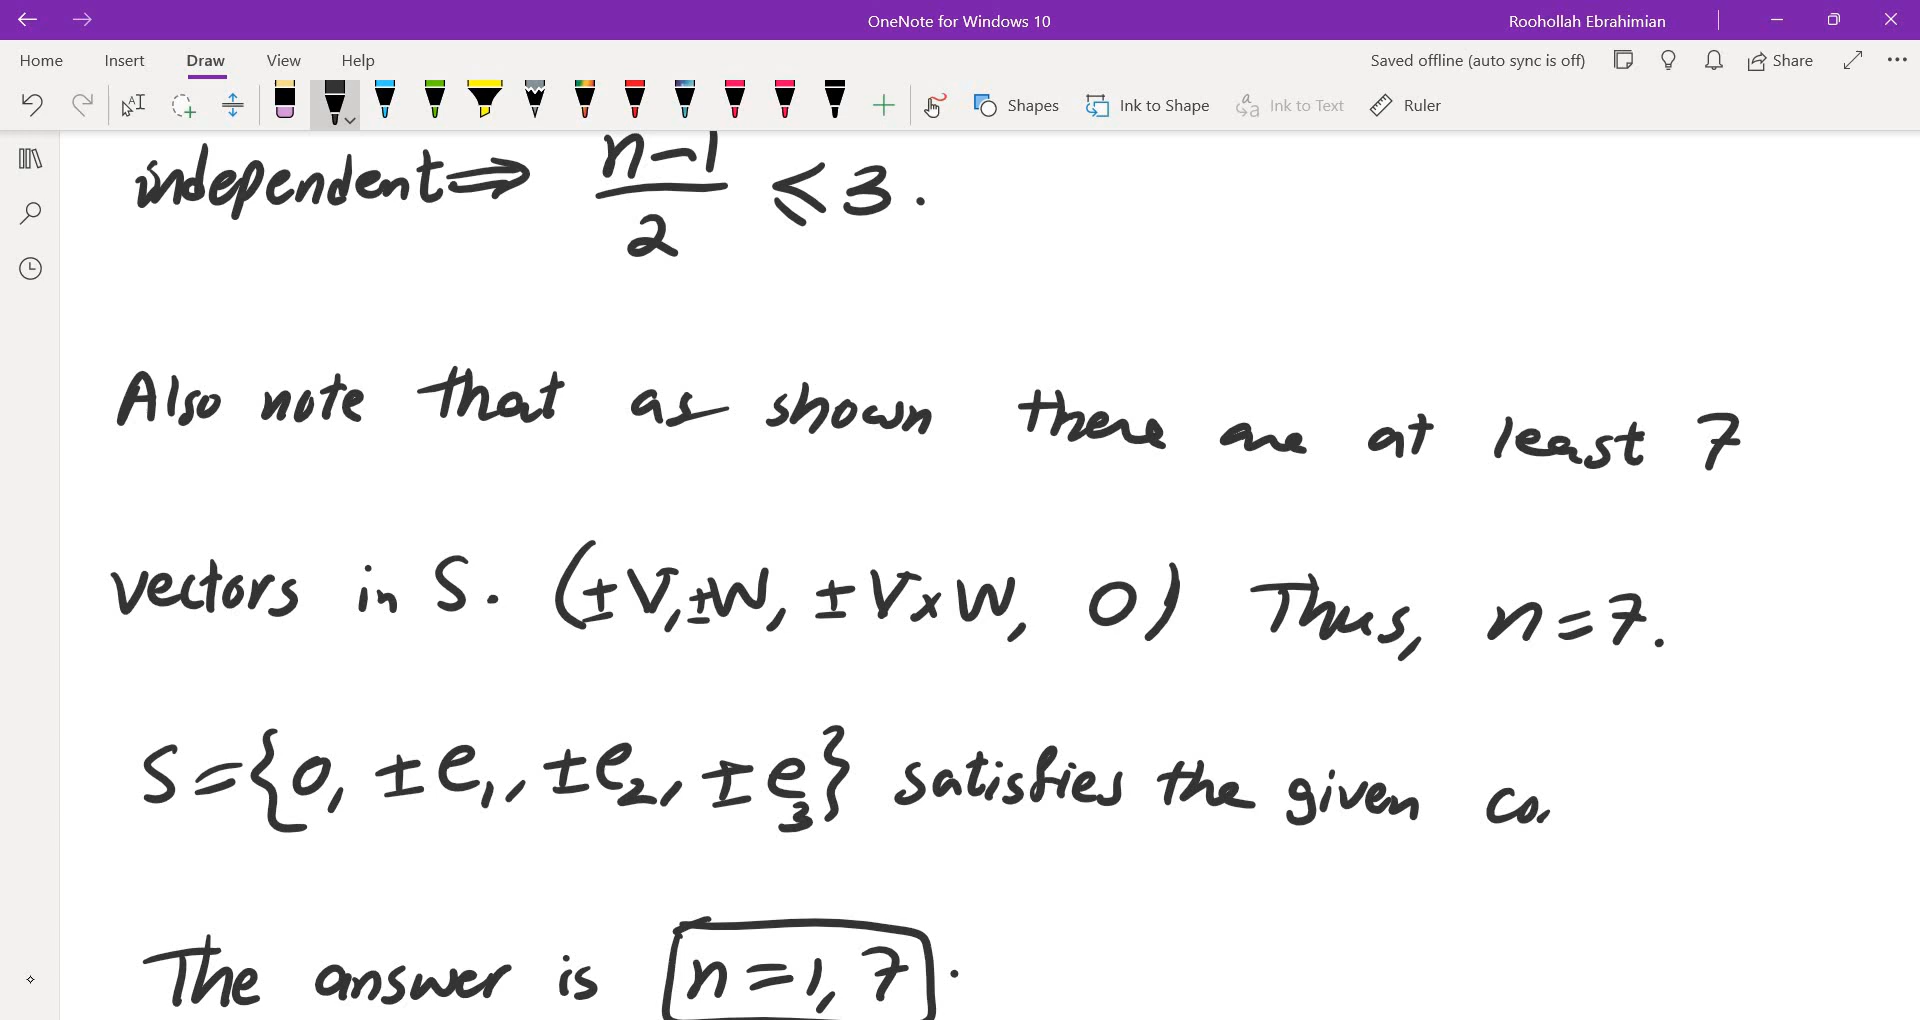 OneNote for Windows 10
Roohollah Ebrahimian
Home Insert Draw View Help
Saved offline (auto sync is off) Share
Shapes Ink to Shape Ink to Text Ruler
independent ⇒ n-1/2 ≤ 3.
Also note that as shown there are at least 7
vectors in S. (±V, ±W, ±V×W, 0) Thus, n=7.
S={0, ±e₁, ±e₂, ±e₃} satisfies the given co.
The answer is n=1, 7.